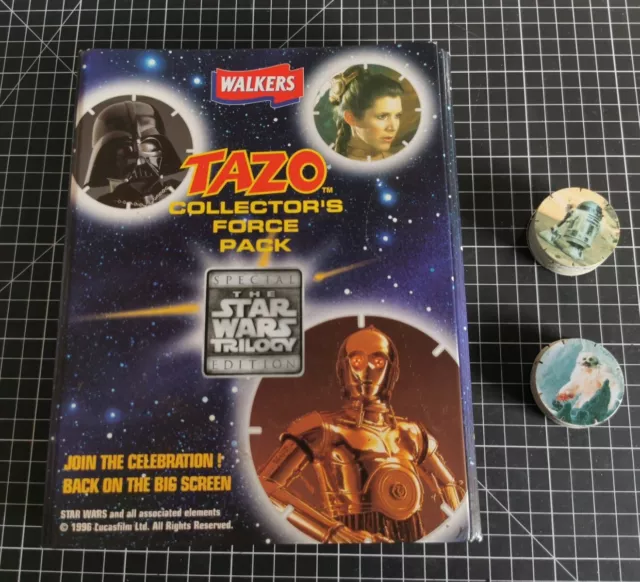 WALKERS
TAZO™
COLLECTOR'S
FORCE
PACK
SPECIAL
THE
STAR
WARS
TRILOGY
EDITION
JOIN THE CELEBRATION !
BACK ON THE BIG SCREEN
STAR WARS and all associated elements
© 1996 Lucasfilm Ltd. All Rights Reserved.